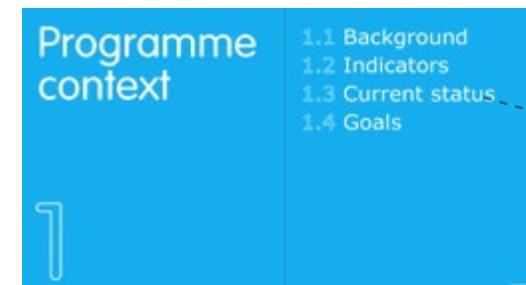 Programme
context
1
1.1 Background
1.2 Indicators
1.3 Current status
1.4 Goals